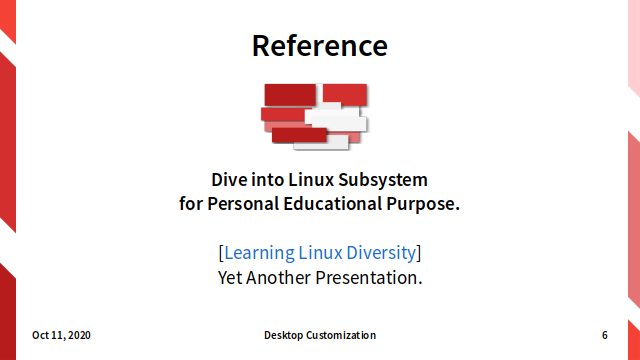 Reference
Dive into Linux Subsystem
for Personal Educational Purpose.
[Learning Linux Diversity]
Yet Another Presentation.
Oct 11, 2020
Desktop Customization
6